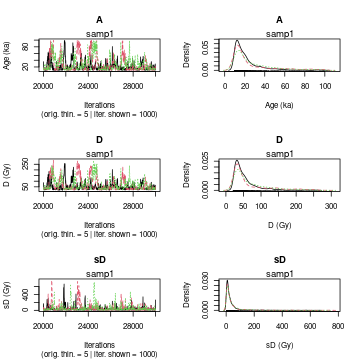 A
samp1
Age (ka)
20
80
20000
24000
28000
Iterations
(orig. thin. = 5 | iter. shown = 1000)
A
samp1
Density
0.00
0.05
0
20
40
60
80
100
Age (ka)
D
samp1
D (Gy)
50
250
20000
24000
28000
Iterations
(orig. thin. = 5 | iter. shown = 1000)
D
samp1
Density
0.000
0.025
0
50
100
200
300
D (Gy)
sD
samp1
sD (Gy)
0
400
20000
24000
28000
Iterations
(orig. thin. = 5 | iter. shown = 1000)
sD
samp1
Density
0.000
0.030
0
200
400
600
800
sD (Gy)